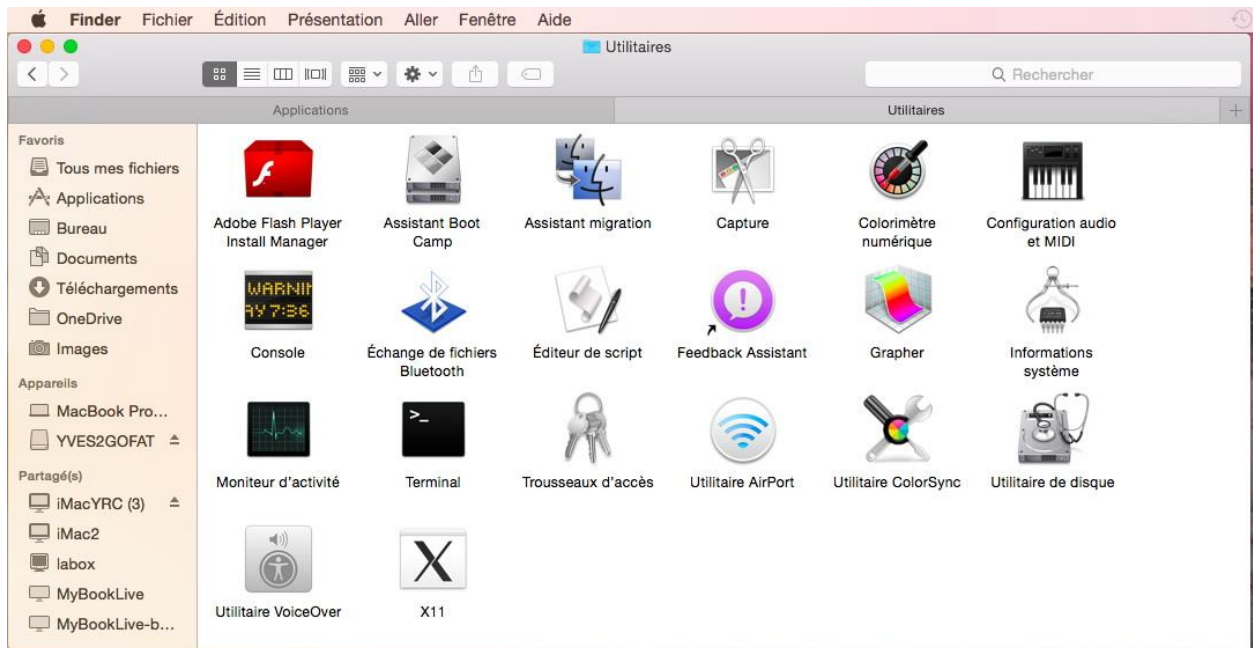 Finder Fichier Édition Présentation Aller Fenêtre Aide
Utilitaires
Rechercher
Applications Utilitaires
Favoris
Tous mes fichiers
Applications
Bureau
Documents
Téléchargements
OneDrive
Images
Appareils
MacBook Pro...
YVES2GOFAT
Partagé(s)
iMacYRC (3)
iMac2
labox
MyBookLive
MyBookLive-b...
Adobe Flash Player
Install Manager
Assistant Boot
Camp
Assistant migration
Capture
Colorimètre
numérique
Configuration audio
et MIDI
WARNIN
AY 7:36
Console
Échange de fichiers
Bluetooth
Éditeur de script
Feedback Assistant
Grapher
Informations
système
Moniteur d'activité
>_
Terminal
Trousseaux d'accès
Utilitaire AirPort
Utilitaire ColorSync
Utilitaire de disque
Utilitaire VoiceOver
X
X11